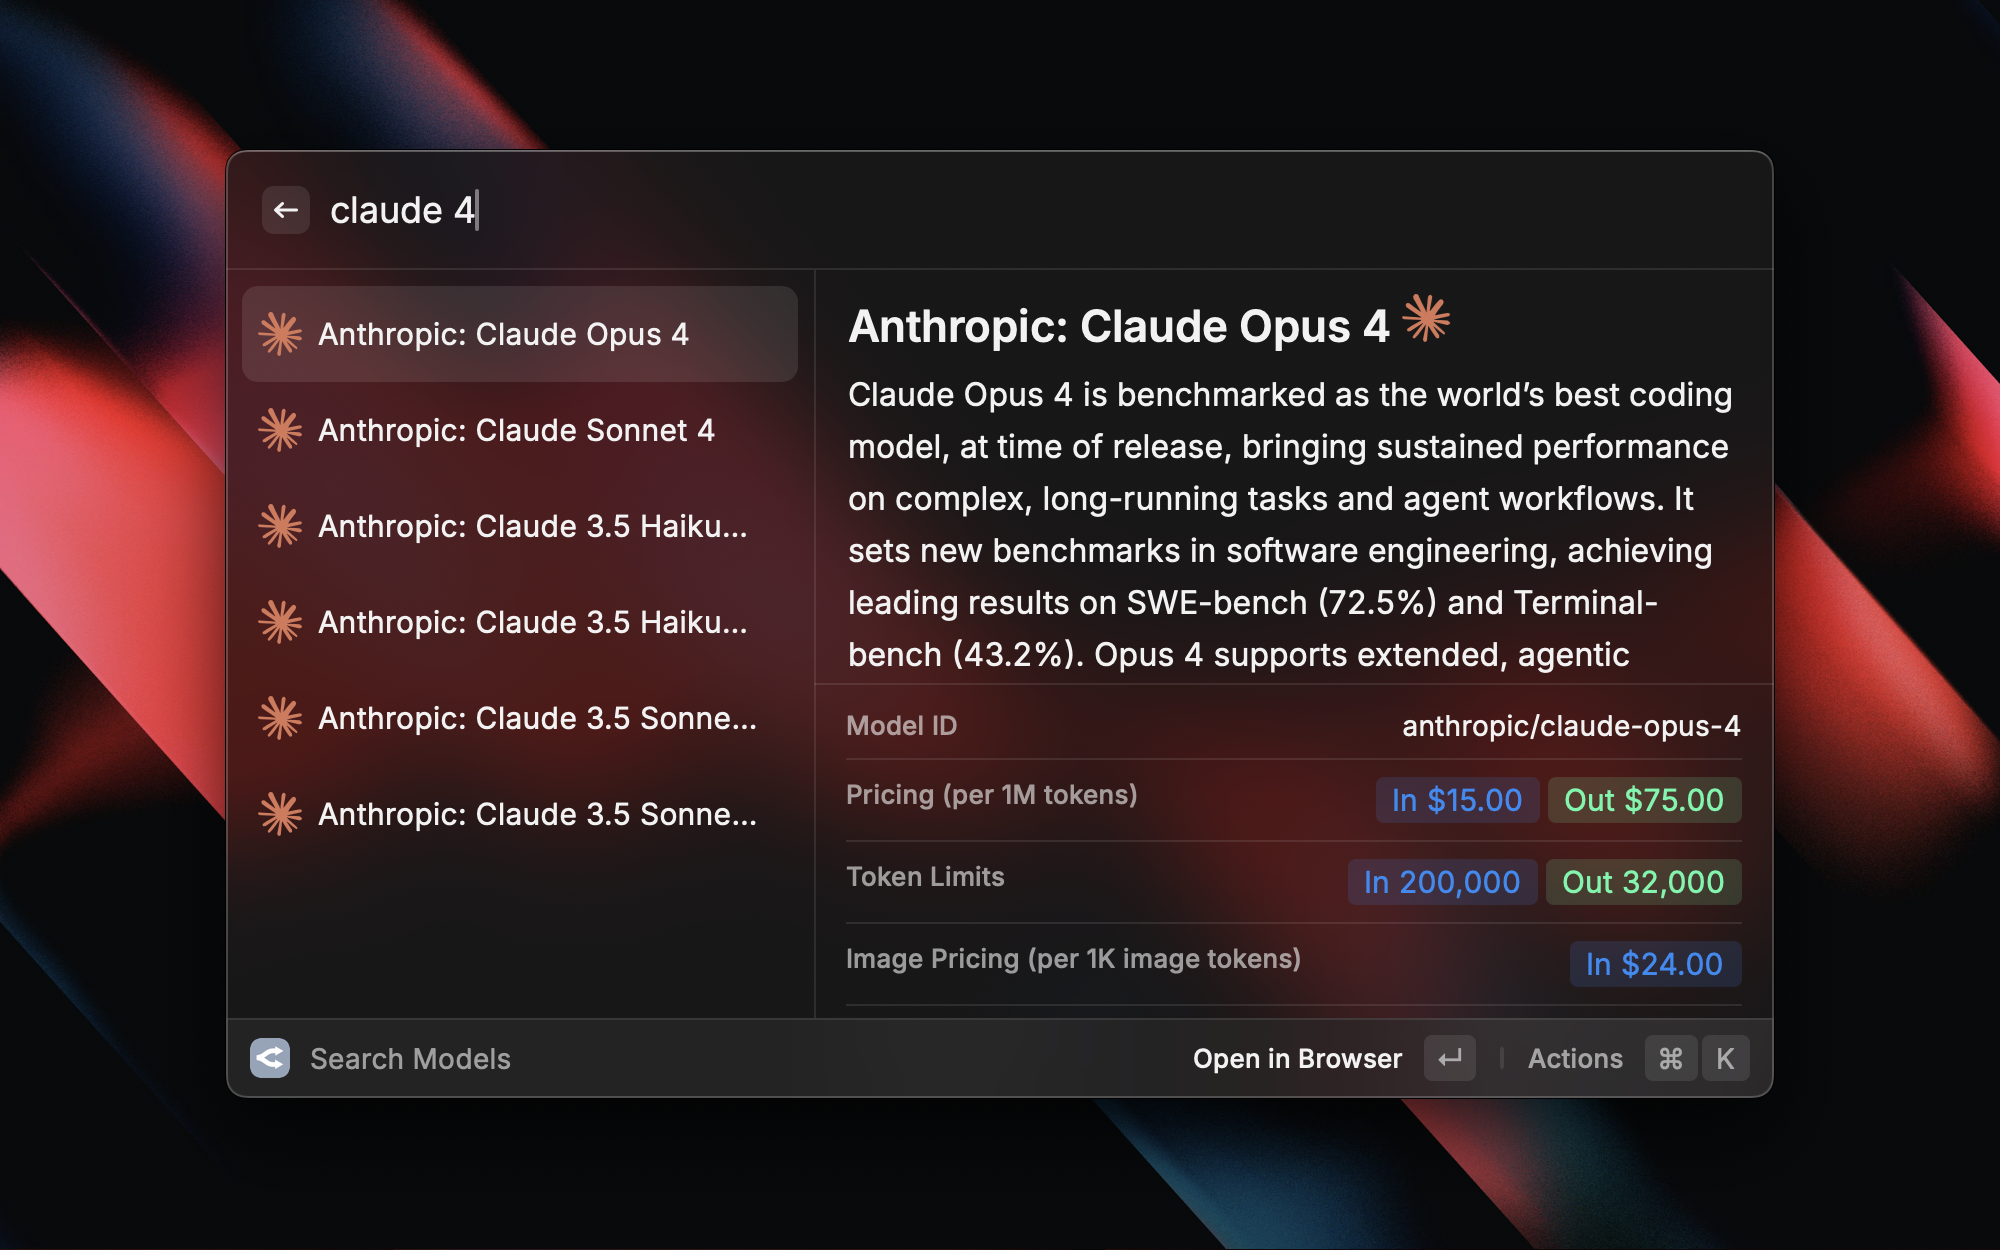 claude 4
Anthropic: Claude Opus 4
Anthropic: Claude Sonnet 4
Anthropic: Claude 3.5 Haiku...
Anthropic: Claude 3.5 Haiku...
Anthropic: Claude 3.5 Sonne...
Anthropic: Claude 3.5 Sonne...
Anthropic: Claude Opus 4
Claude Opus 4 is benchmarked as the world’s best coding
model, at time of release, bringing sustained performance
on complex, long-running tasks and agent workflows. It
sets new benchmarks in software engineering, achieving
leading results on SWE-bench (72.5%) and Terminal-
bench (43.2%). Opus 4 supports extended, agentic
Model ID anthropic/claude-opus-4
Pricing (per 1M tokens) In $15.00 Out $75.00
Token Limits In 200,000 Out 32,000
Image Pricing (per 1K image tokens) In $24.00
Search Models Open in Browser ↵ Actions ⌘ K